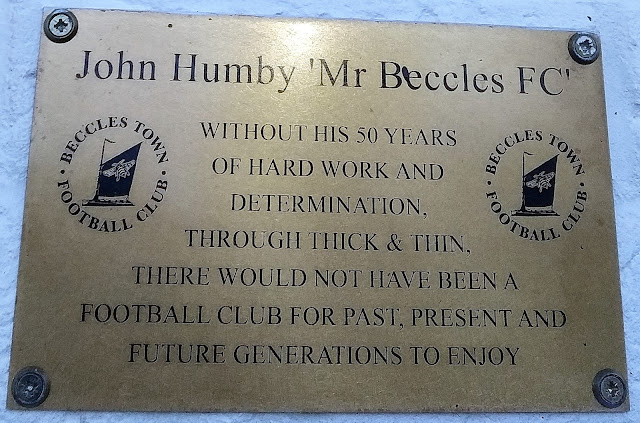 John Humby 'Mr Beccles FC'
BECCLES TOWN
· FOOTBALL CLUB ·
BECCLES TOWN
· FOOTBALL CLUB ·
WITHOUT HIS 50 YEARS
OF HARD WORK AND
DETERMINATION,
THROUGH THICK & THIN,
THERE WOULD NOT HAVE BEEN A
FOOTBALL CLUB FOR PAST, PRESENT AND
FUTURE GENERATIONS TO ENJOY